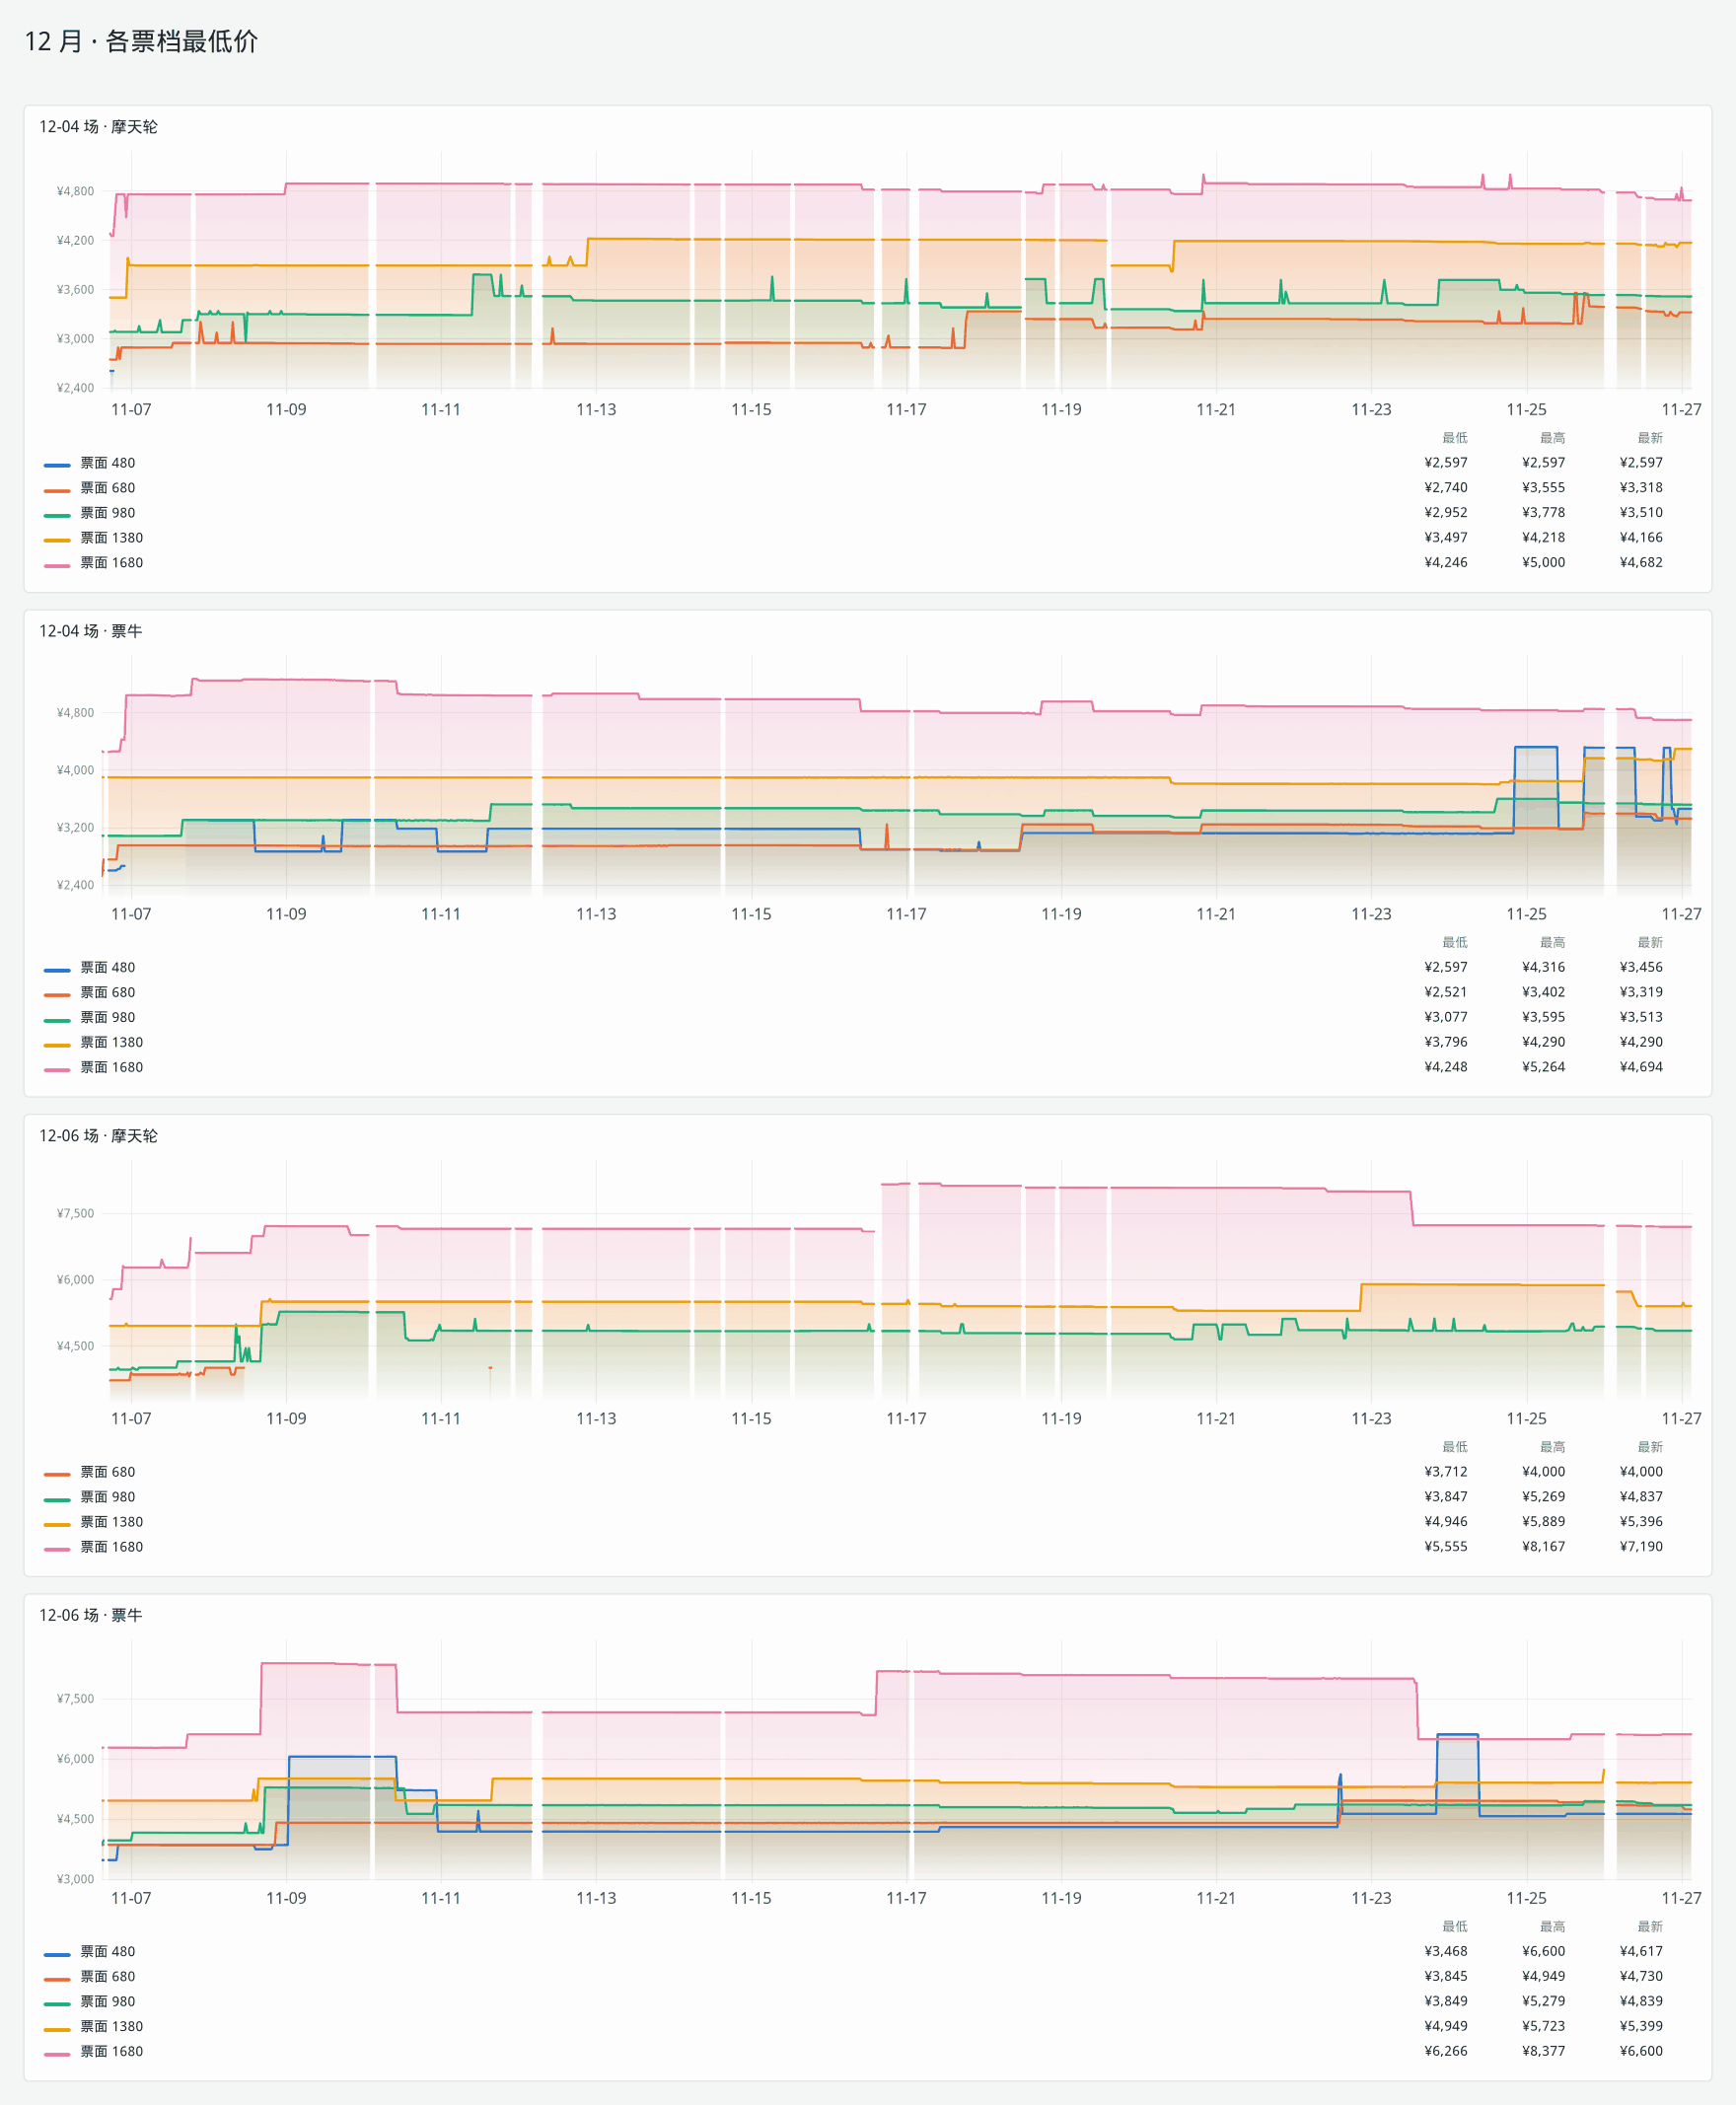 12 月 · 各票档最低价
12-04 场 · 摩天轮
¥4,800
¥4,200
¥3,600
¥3,000
¥2,400
11-07 11-09 11-11 11-13 11-15 11-17 11-19 11-21 11-23 11-25 11-27
最低 最高 最新
票面 480 ¥2,597 ¥2,597 ¥2,597
票面 680 ¥2,740 ¥3,555 ¥3,318
票面 980 ¥2,952 ¥3,778 ¥3,510
票面 1380 ¥3,497 ¥4,218 ¥4,166
票面 1680 ¥4,246 ¥5,000 ¥4,682
12-04 场 · 票牛
¥4,800
¥4,000
¥3,200
¥2,400
11-07 11-09 11-11 11-13 11-15 11-17 11-19 11-21 11-23 11-25 11-27
最低 最高 最新
票面 480 ¥2,597 ¥4,316 ¥3,456
票面 680 ¥2,521 ¥3,402 ¥3,319
票面 980 ¥3,077 ¥3,595 ¥3,513
票面 1380 ¥3,796 ¥4,290 ¥4,290
票面 1680 ¥4,248 ¥5,264 ¥4,694
12-06 场 · 摩天轮
¥7,500
¥6,000
¥4,500
11-07 11-09 11-11 11-13 11-15 11-17 11-19 11-21 11-23 11-25 11-27
最低 最高 最新
票面 680 ¥3,712 ¥4,000 ¥4,000
票面 980 ¥3,847 ¥5,269 ¥4,837
票面 1380 ¥4,946 ¥5,889 ¥5,396
票面 1680 ¥5,555 ¥8,167 ¥7,190
12-06 场 · 票牛
¥7,500
¥6,000
¥4,500
¥3,000
11-07 11-09 11-11 11-13 11-15 11-17 11-19 11-21 11-23 11-25 11-27
最低 最高 最新
票面 480 ¥3,468 ¥6,600 ¥4,617
票面 680 ¥3,845 ¥4,949 ¥4,730
票面 980 ¥3,849 ¥5,279 ¥4,839
票面 1380 ¥4,949 ¥5,723 ¥5,399
票面 1680 ¥6,266 ¥8,377 ¥6,600